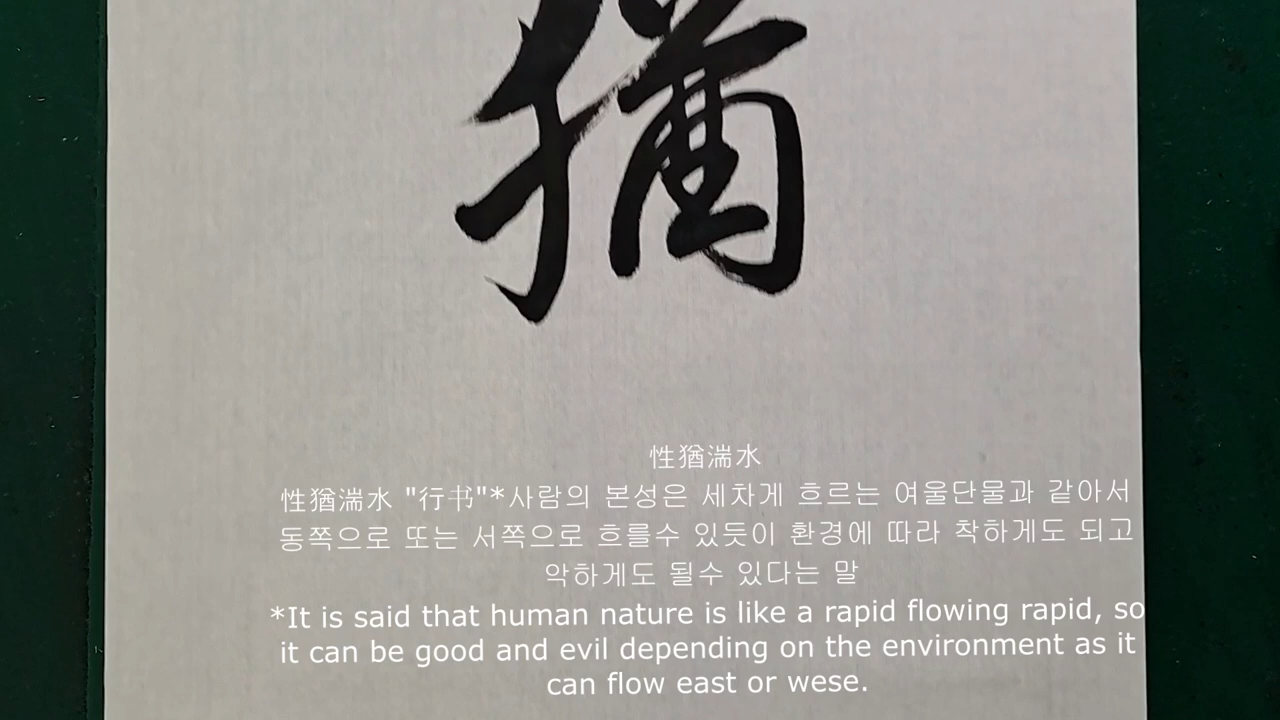 猶
性猶湍水
性猶湍水 "行书"*사람의 본성은 세차게 흐르는 여울단물과 같아서
동쪽으로 또는 서쪽으로 흐를수 있듯이 환경에 따라 착하게도 되고
악하게도 될수 있다는 말
*It is said that human nature is like a rapid flowing rapid, so
it can be good and evil depending on the environment as it
can flow east or wese.